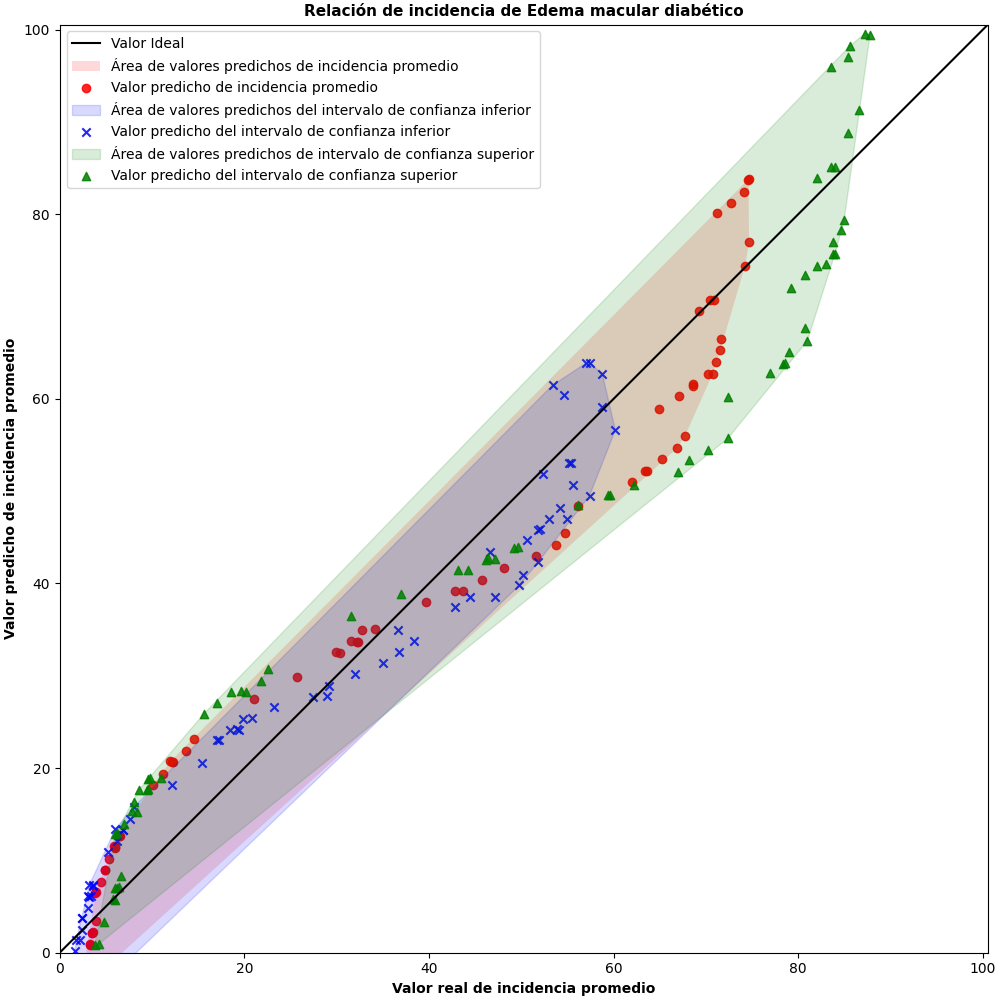 Relación de incidencia de Edema macular diabético
Valor Ideal
Área de valores predichos de incidencia promedio
Valor predicho de incidencia promedio
Área de valores predichos del intervalo de confianza inferior
Valor predicho del intervalo de confianza inferior
Área de valores predichos de intervalo de confianza superior
Valor predicho del intervalo de confianza superior
Valor predicho de incidencia promedio
100
80
60
40
20
0
0 20 40 60 80 100
Valor real de incidencia promedio